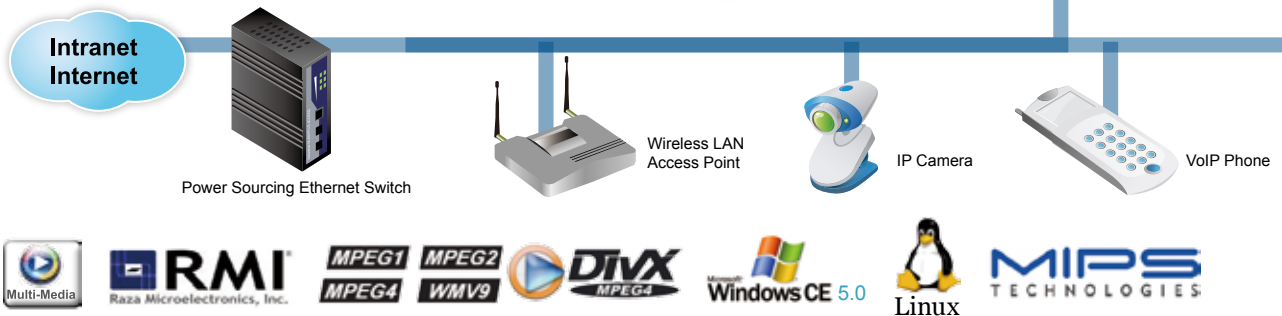 Intranet
Internet
Power Sourcing Ethernet Switch
Wireless LAN
Access Point
IP Camera
VoIP Phone
Multi-Media
RMI
Raza Microelectronics, Inc.
MPEG1 MPEG2
MPEG4 WMV9
DivX
MPEG4
Microsoft
Windows CE 5.0
Linux
MIPS
TECHNOLOGIES